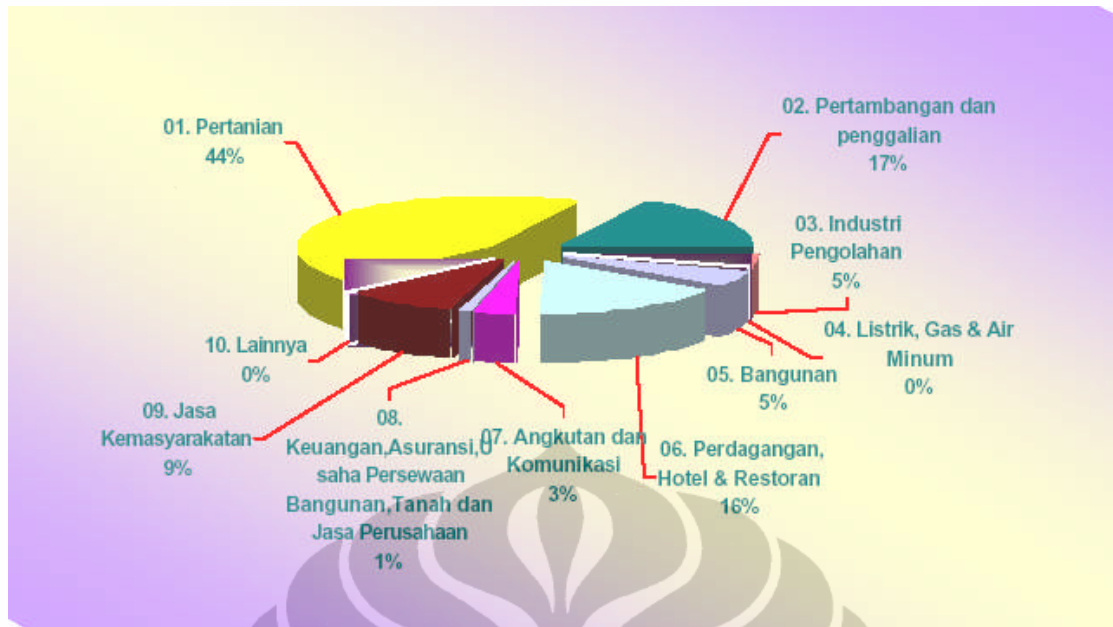 01. Pertanian
44%
02. Pertambangan dan
penggalian
17%
03. Industri
Pengolahan
5%
04. Listrik, Gas & Air
Minum
0%
05. Bangunan
5%
06. Perdagangan,
Hotel & Restoran
16%
07. Angkutan dan
Komunikasi
3%
08.
Keuangan,Asuransi,U
saha Persewaan
Bangunan,Tanah dan
Jasa Perusahaan
1%
09. Jasa
Kemasyarakatan
9%
10. Lainnya
0%